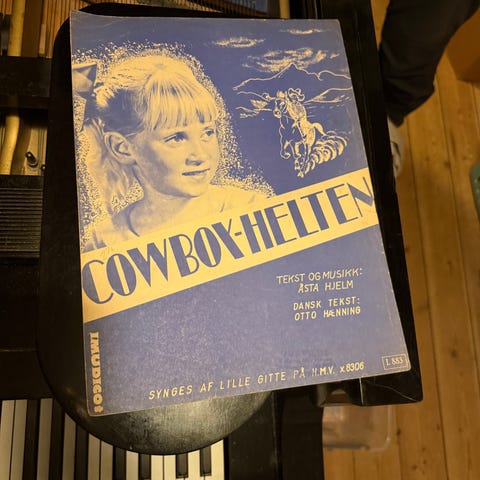 COWBOY-HELTEN
TEKST OG MUSIKK:
ÅSTA HJELM
DANSK TEKST:
OTTO HÆNNING
IMUDICO
SYNGES AF LILLE GITTE PÅ H.M.V. X.8306
I. 883